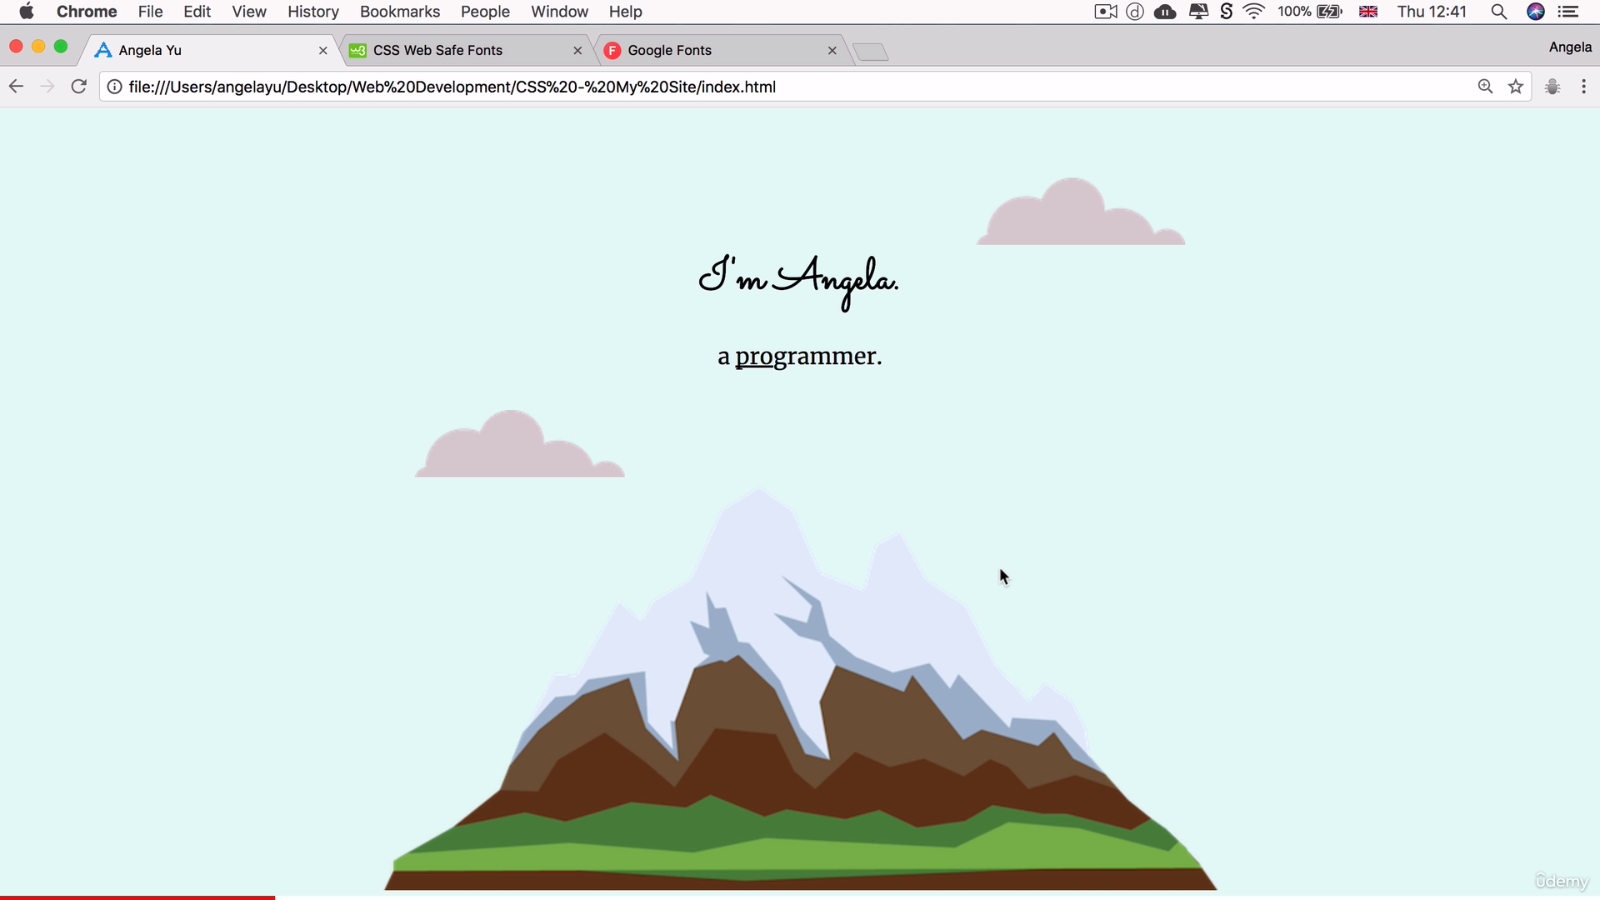 Chrome File Edit View History Bookmarks People Window Help 100% Thu 12:41
Angela Yu CSS Web Safe Fonts Google Fonts Angela
file:///Users/angelayu/Desktop/Web%20Development/CSS%20-%20My%20Site/index.html
I'm Angela.
a programmer.
ûdemy